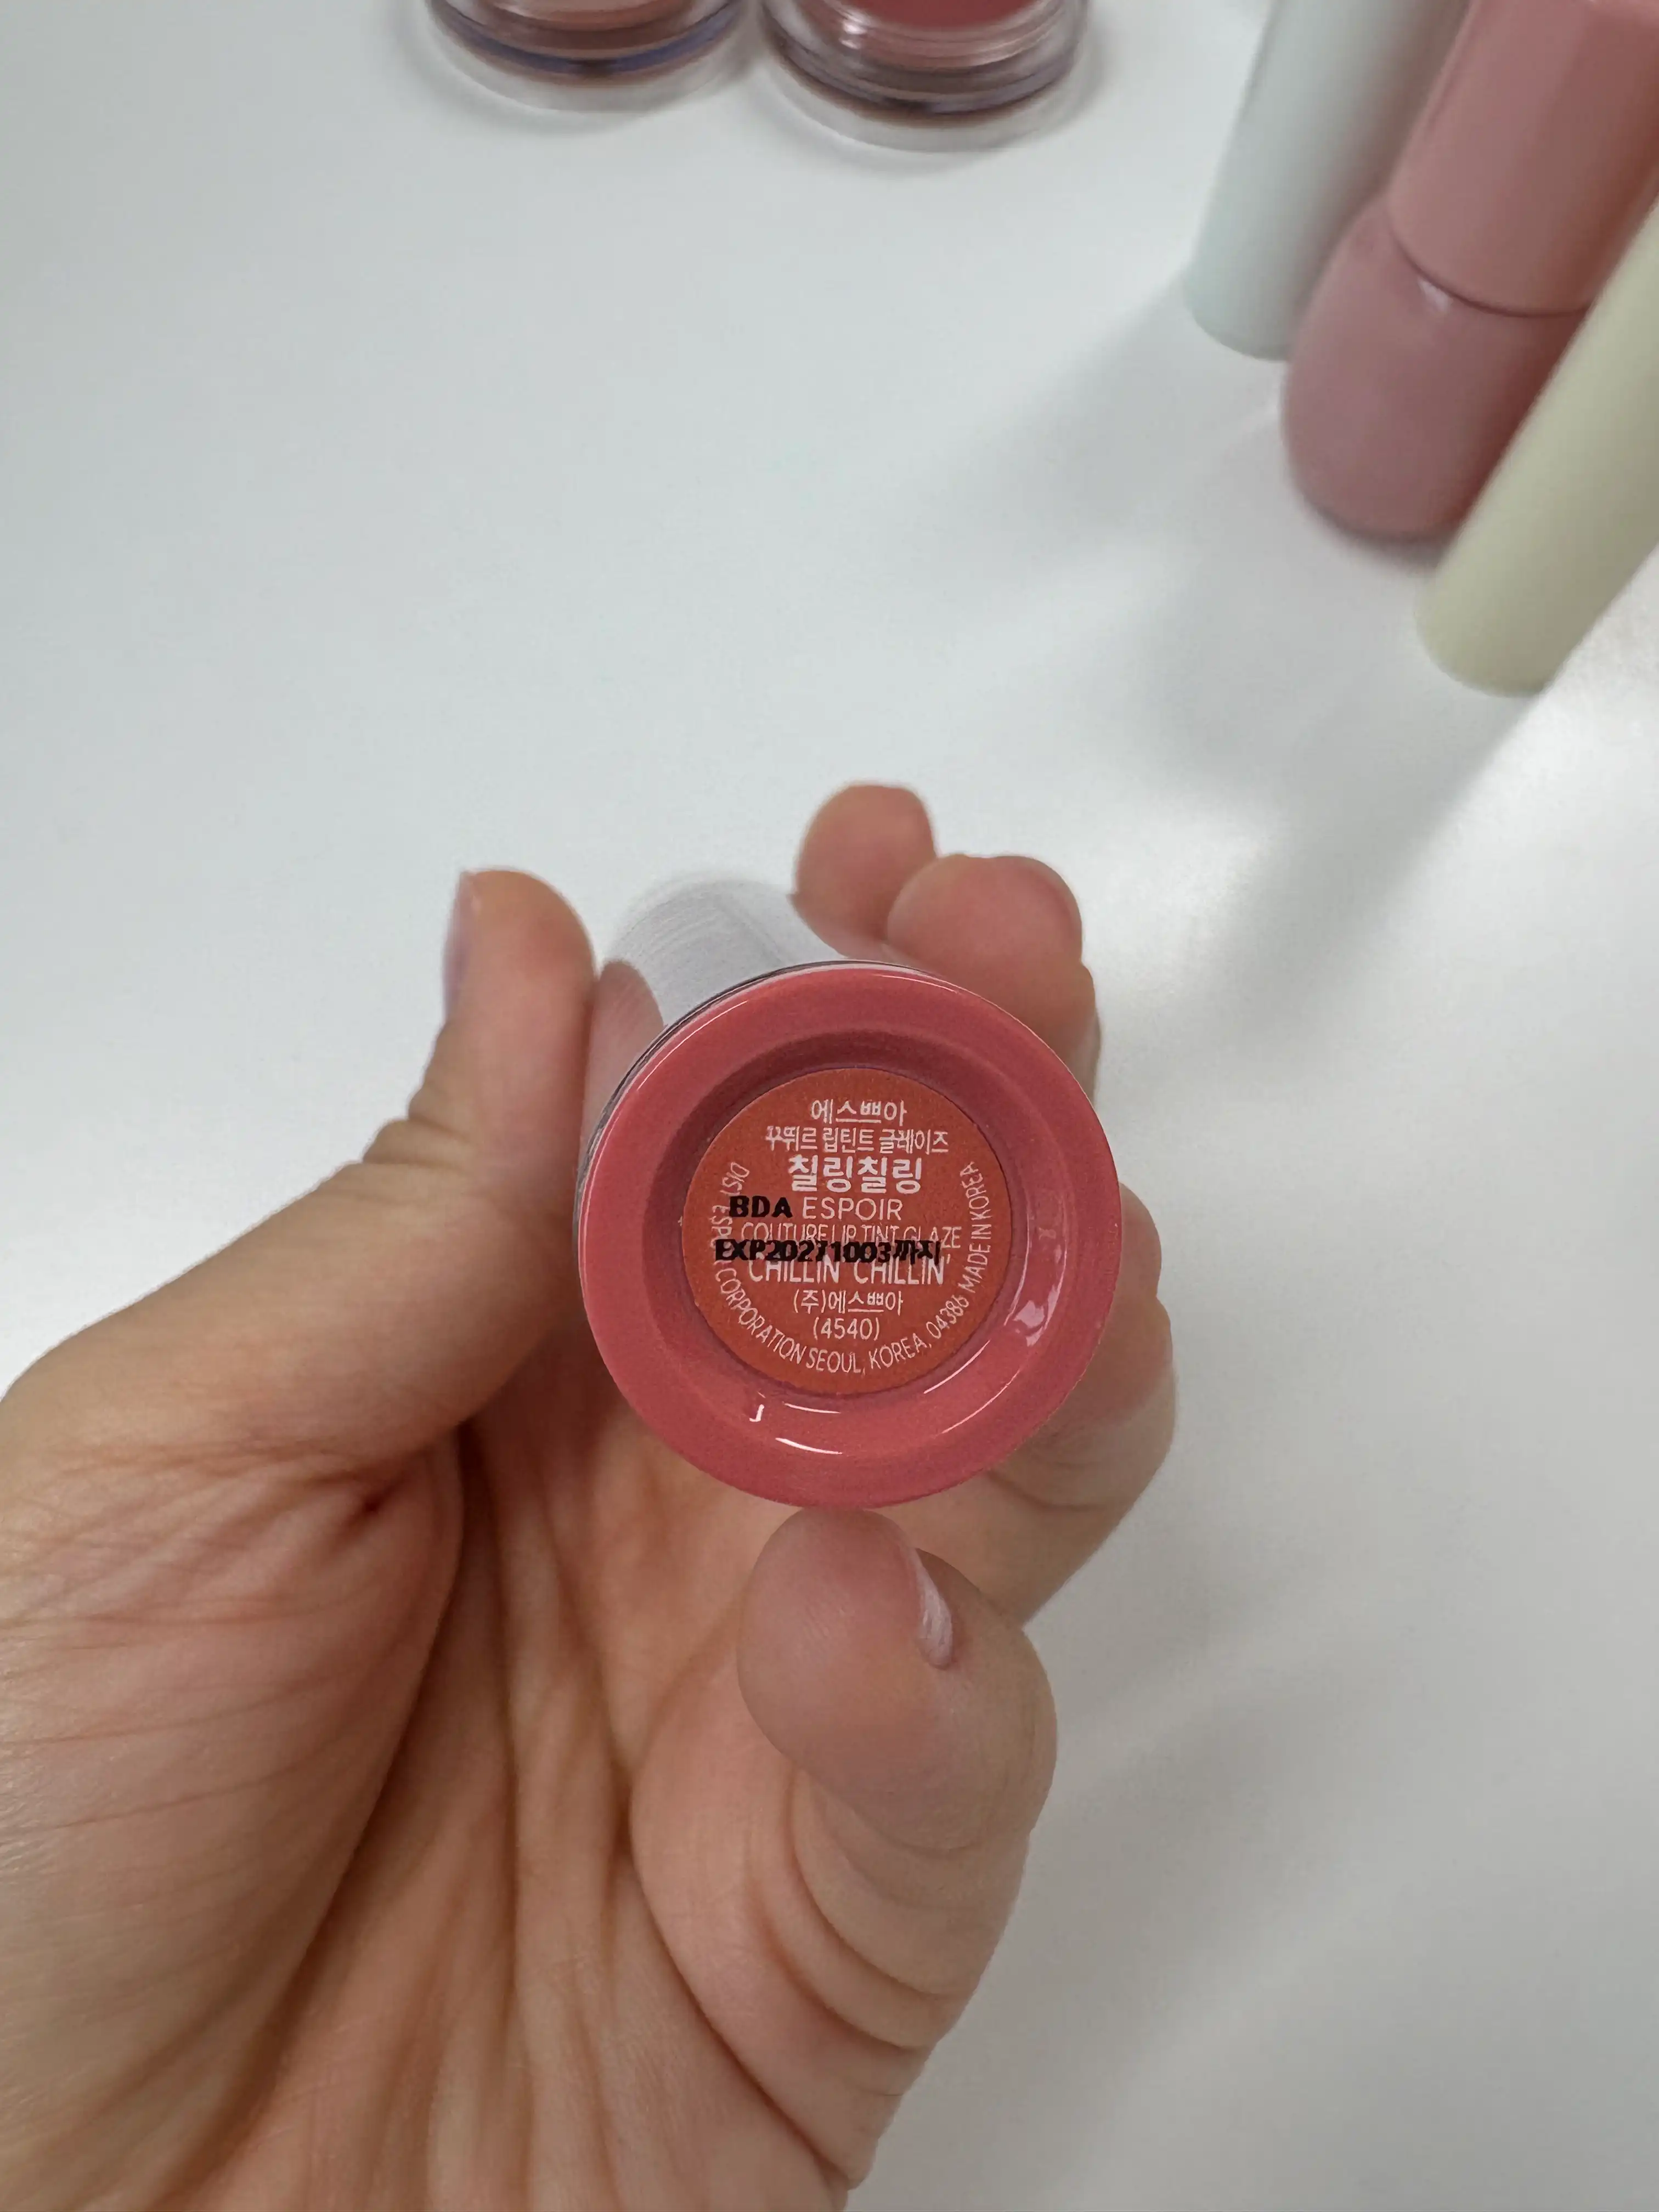 에스쁘아
꾸뛰르 립틴트 글레이즈
칠링칠링
BDA ESPOIR
COUTURE LIP TINT GLAZE
EXP20271003까지
CHILLIN' CHILLIN'
(주)에스쁘아
(4540)
CORPORATION SEOUL, KOREA, 04386 MADE IN KOREA